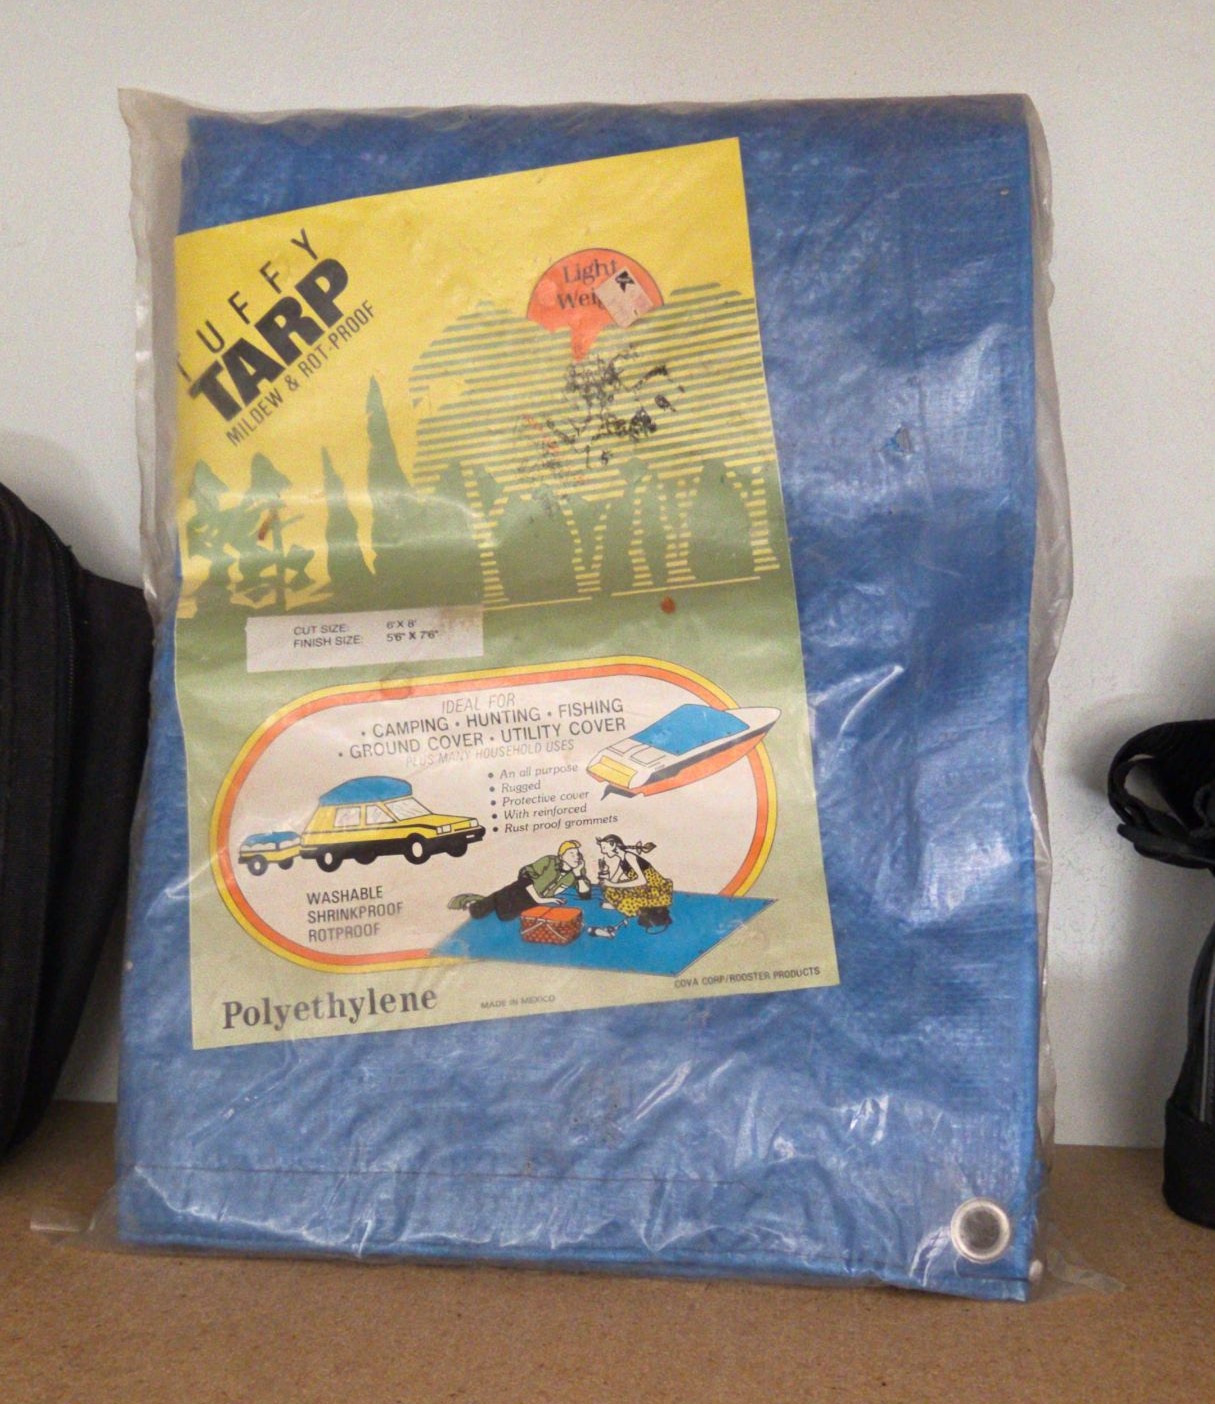 TUFFY
TARP
MILDEW & ROT-PROOF
Light
CUT SIZE: 6' X 8'
FINISH SIZE: 5'6" X 7'6"
IDEAL FOR
• CAMPING • HUNTING • FISHING
• GROUND COVER • UTILITY COVER
PLUS MANY HOUSEHOLD USES
• An all purpose
• Rugged
• Protective cover
• With reinforced
• Rust proof grommets
WASHABLE
SHRINKPROOF
ROTPROOF
Polyethylene
MADE IN MEXICO
COVA CORP/ROOSTER PRODUCTS